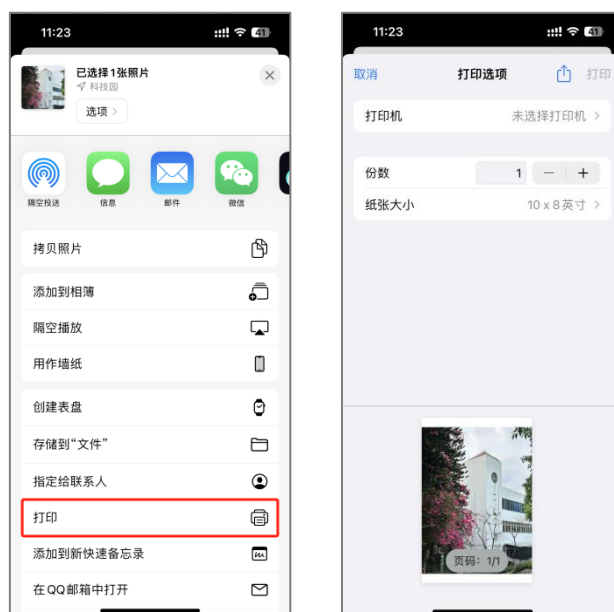 11:23
41
已选择1张照片
科技园
选项
隔空投送
信息
邮件
微信
拷贝照片
添加到相簿
隔空播放
用作墙纸
创建表盘
存储到“文件”
指定给联系人
打印
添加到新快速备忘录
在QQ邮箱中打开
11:23
41
取消
打印选项
打印
打印机
未选择打印机
份数
1
纸张大小
10 x 8英寸
页码：1/1